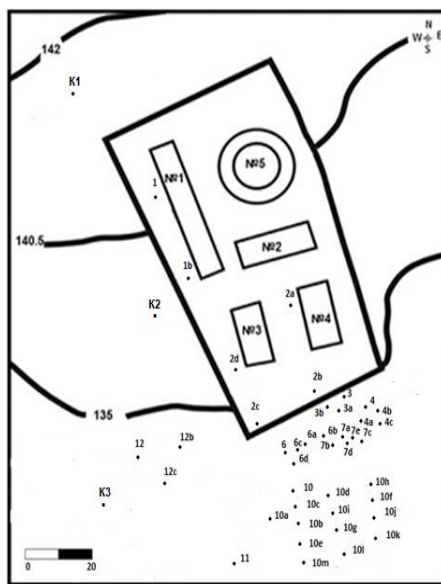 N
W E
S
142
K1
№1
№5
1
140.5
№2
1b
2a
K2
№3
№4
2d
2b
3
135
2c
3b
3a
4
4b
4a
4c
12
12b
6
6c
6a
6b
7a
7e
7b
7c
7d
6d
12c
10
10d
10h
10f
K3
10c
10i
10j
10a
10b
10g
10k
10e
10l
11
10m
0 20